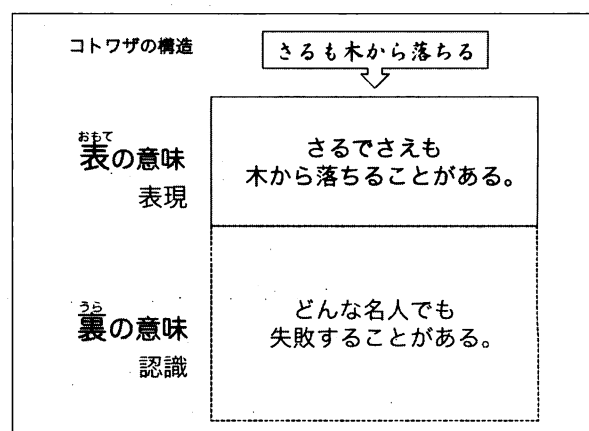 コトワザの構造
さるも木から落ちる
おもて
表の意味
表現
さるでさえも
木から落ちることがある。
うら
裏の意味
認識
どんな名人でも
失敗することがある。